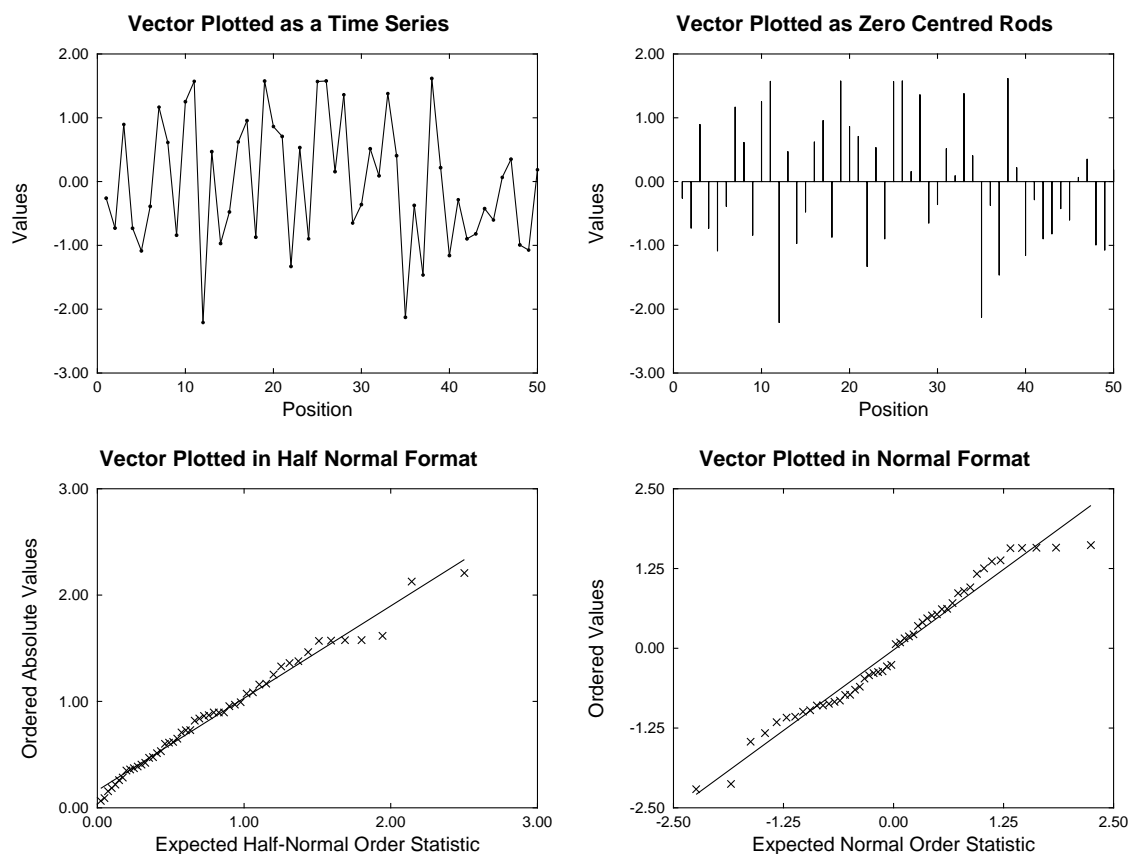 Vector Plotted as a Time Series
2.00
1.00
0.00
-1.00
-2.00
-3.00
Values
0 10 20 30 40 50
Position
Vector Plotted as Zero Centred Rods
2.00
1.00
0.00
-1.00
-2.00
-3.00
Values
0 10 20 30 40 50
Position
Vector Plotted in Half Normal Format
3.00
2.00
1.00
0.00
Ordered Absolute Values
0.00 1.00 2.00 3.00
Expected Half-Normal Order Statistic
Vector Plotted in Normal Format
2.50
1.25
0.00
-1.25
-2.50
Ordered Values
-2.50 -1.25 0.00 1.25 2.50
Expected Normal Order Statistic